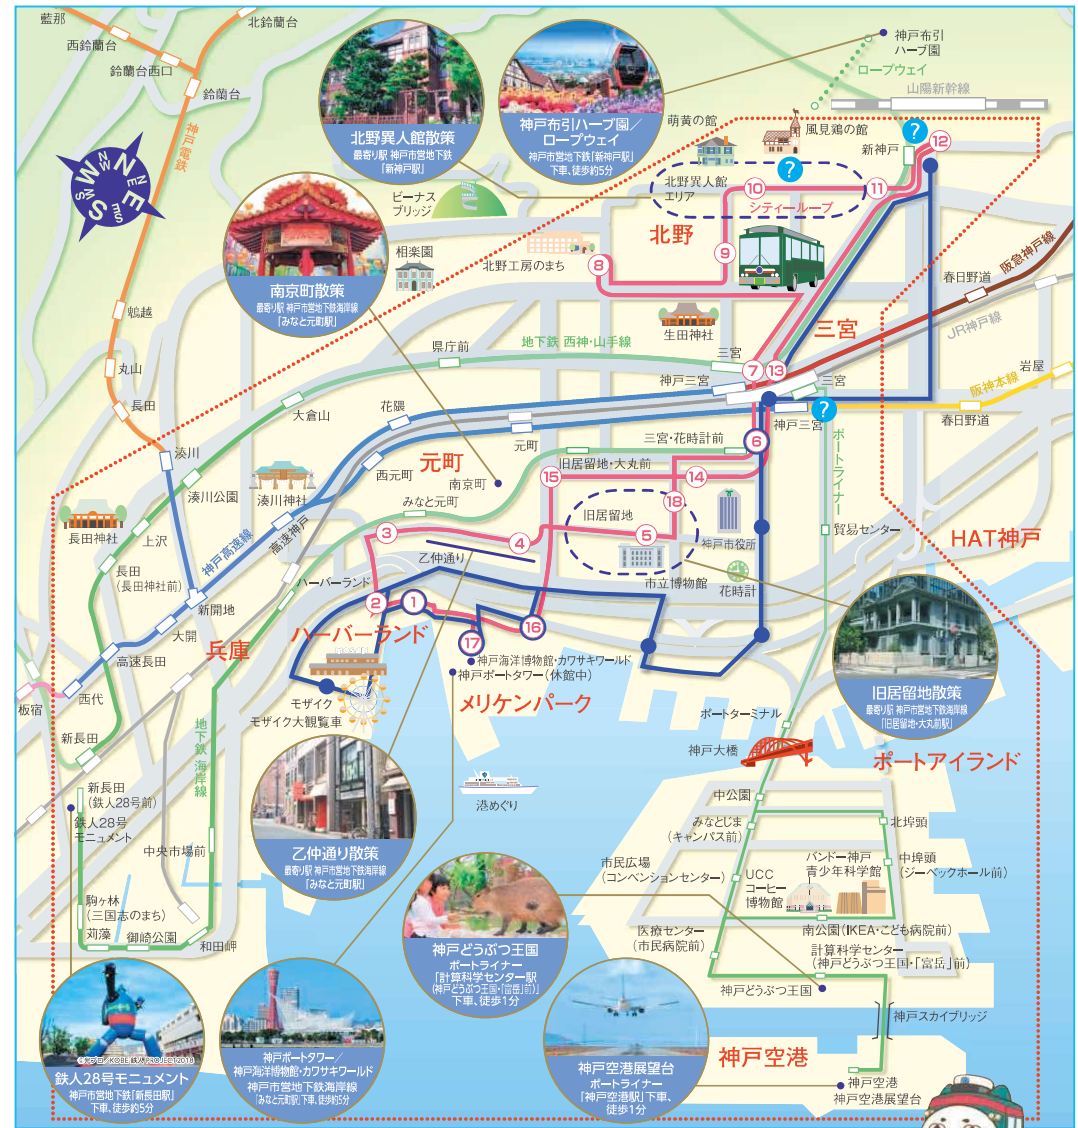 藍那
北鈴蘭台
西鈴蘭台
鈴蘭台西口
鈴蘭台
神戸電鉄
北野異人館散策
最寄り駅 神戸市営地下鉄
「新神戸駅」
神戸布引ハーブ園/
ロープウェイ
神戸市営地下鉄「新神戸駅」
下車、徒歩約5分
神戸布引
ハーブ園
ロープウェイ
山陽新幹線
萌黄の館
風見鶏の館
?
?
新神戸
12
N
N
W
W
S
W
S
S
E
E
N
E
北野異人館
エリア
10
シティーループ
11
ビーナス
ブリッジ
北野
9
相楽園
北野工房のまち
8
南京町散策
最寄り駅 神戸市営地下鉄海岸線
「みなと元町駅」
春日野道
阪急神戸線
JR神戸線
生田神社
三宮
鵯越
県庁前
地下鉄 西神・山手線
三宮
7
13
三宮
岩屋
丸山
神戸三宮
阪神本線
長田
大倉山
花隈
神戸三宮
?
春日野道
湊川
元町
三宮・花時計前
6
ポートライナー
西元町
元町
旧居留地・大丸前
15
14
南京町
湊川公園
湊川神社
みなと元町
18
長田神社
上沢
神戸高速線
高速神戸
3
旧居留地
5
神戸市役所
貿易センター
4
HAT神戸
長田
(長田神社前)
乙仲通り
市立博物館
花時計
ハーバーランド
新開地
2
1
大開
ハーバーランド
16
兵庫
17
高速長田
神戸海洋博物館・カワサキワールド
神戸ポートタワー(休館中)
メリケンパーク
旧居留地散策
最寄り駅 神戸市営地下鉄海岸線
「旧居留地・大丸前駅」
西代
板宿
モザイク
モザイク大観覧車
ポートターミナル
新長田
地下鉄 海岸線
神戸大橋
ポートアイランド
新長田
(鉄人28号前)
港めぐり
中公園
鉄人28号
モニュメント
みなとじま
(キャンパス前)
北埠頭
中央市場前
乙仲通り散策
最寄り駅 神戸市営地下鉄海岸線
「みなと元町駅」
市民広場
(コンベンションセンター)
UCC
コーヒー
博物館
バンドー神戸
青少年科学館
中埠頭
(ジーベックホール前)
駒ヶ林
(三国志のまち)
苅藻
御崎公園
和田岬
医療センター
(市民病院前)
南公園(IKEA・こども病院前)
神戸どうぶつ王国
ポートライナー
「計算科学センター駅
(神戸どうぶつ王国・「富岳」前)」
下車、徒歩1分
計算科学センター
(神戸どうぶつ王国・「富岳」前)
神戸どうぶつ王国
神戸スカイブリッジ
鉄人28号モニュメント
神戸市営地下鉄「新長田駅」
下車、徒歩約5分
神戸ポートタワー/
神戸海洋博物館・カワサキワールド
神戸市営地下鉄海岸線
「みなと元町駅」下車、徒歩約5分
神戸空港展望台
ポートライナー
「神戸空港駅」下車、
徒歩1分
神戸空港
神戸空港
神戸空港展望台